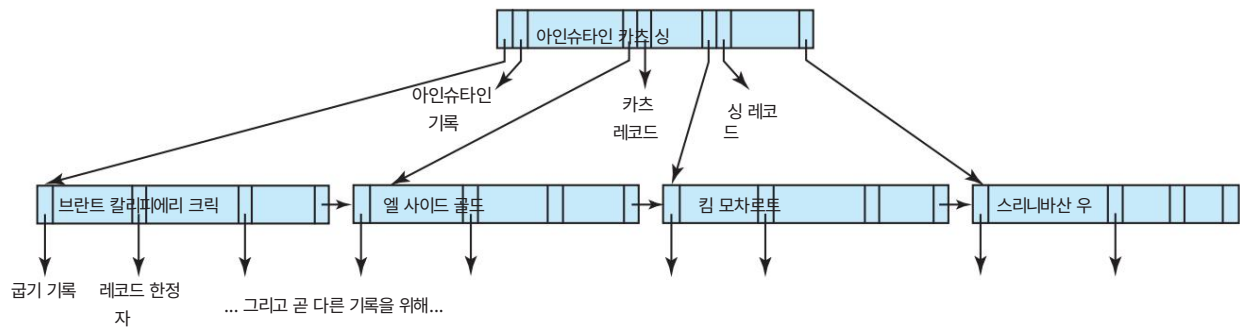 아인슈타인 카츠 싱
아인슈타인
기록
카츠
레코드
싱 레코
드
브란트 칼리피에리 크릭
엘 사이드 골드
킴 모차르트
스리니바산 우
굽기 기록
레코드 한정
자
... 그리고 곧 다른 기록을 위해...